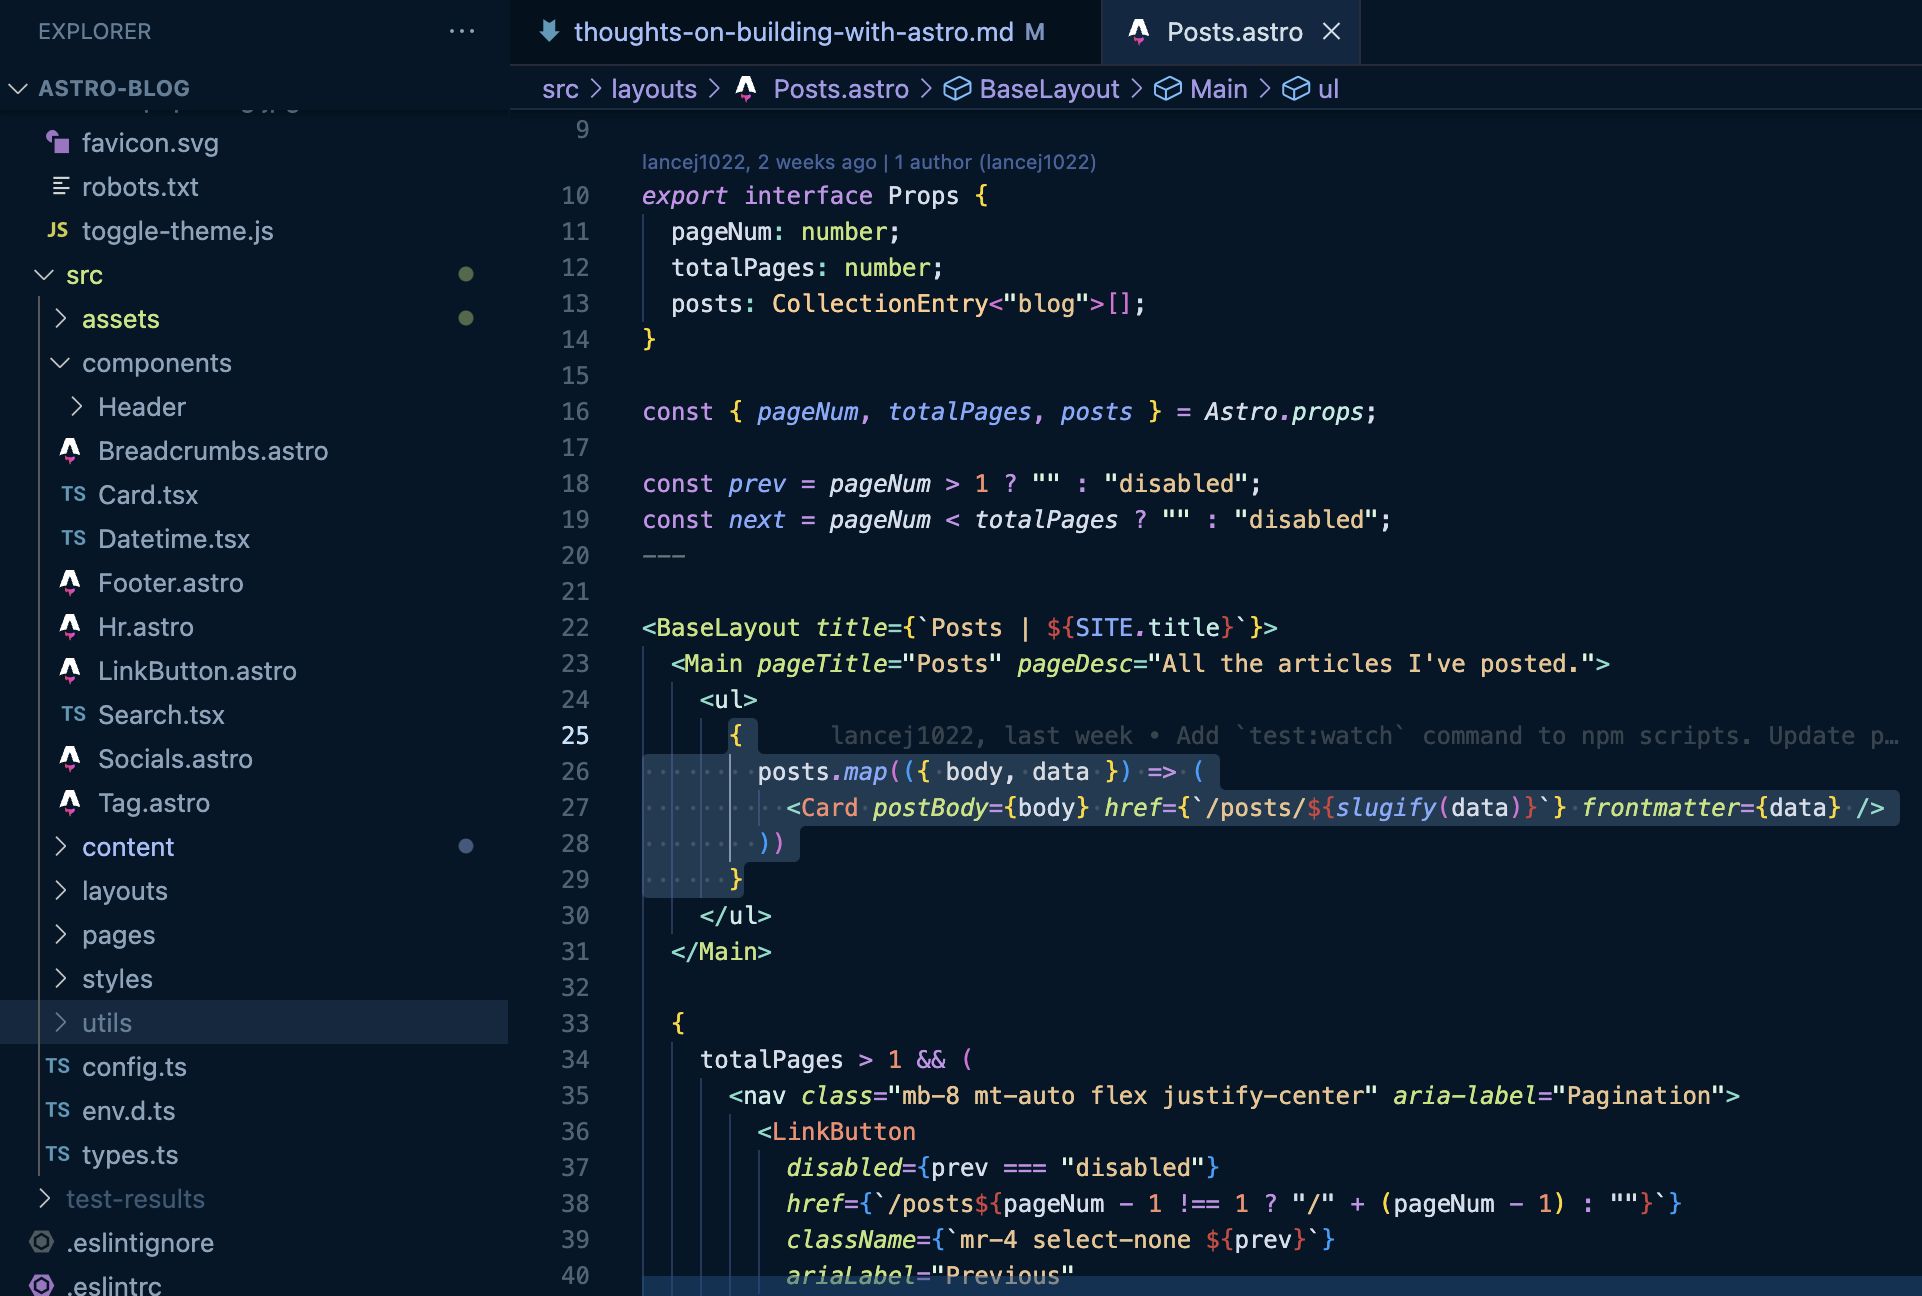 EXPLORER
ASTRO-BLOG
favicon.svg
robots.txt
JS toggle-theme.js
src
assets
components
Header
Breadcrumbs.astro
TS Card.tsx
TS Datetime.tsx
Footer.astro
Hr.astro
LinkButton.astro
TS Search.tsx
Socials.astro
Tag.astro
content
layouts
pages
styles
utils
TS config.ts
TS env.d.ts
TS types.ts
test-results
.eslintignore
.eslintrc
thoughts-on-building-with-astro.md M
Posts.astro
src > layouts > Posts.astro > BaseLayout > Main > ul
9
lancej1022, 2 weeks ago | 1 author (lancej1022)
10 export interface Props {
11 pageNum: number;
12 totalPages: number;
13 posts: CollectionEntry<"blog">[];
14 }
15
16 const { pageNum, totalPages, posts } = Astro.props;
17
18 const prev = pageNum > 1 ? "" : "disabled";
19 const next = pageNum < totalPages ? "" : "disabled";
20 ---
21
22 <BaseLayout title={`Posts | ${SITE.title}`}>
23 <Main pageTitle="Posts" pageDesc="All the articles I've posted.">
24 <ul>
25 { lancej1022, last week • Add `test:watch` command to npm scripts. Update p…
26 posts.map(({ body, data }) => (
27 <Card postBody={body} href={`/posts/${slugify(data)}`} frontmatter={data} />
28 ))
29 }
30 </ul>
31 </Main>
32
33 {
34 totalPages > 1 && (
35 <nav class="mb-8 mt-auto flex justify-center" aria-label="Pagination">
36 <LinkButton
37 disabled={prev === "disabled"}
38 href={`/posts${pageNum - 1 !== 1 ? "/" + (pageNum - 1) : ""}`}
39 className={`mr-4 select-none ${prev}`}
40 ariaLabel="Previous"